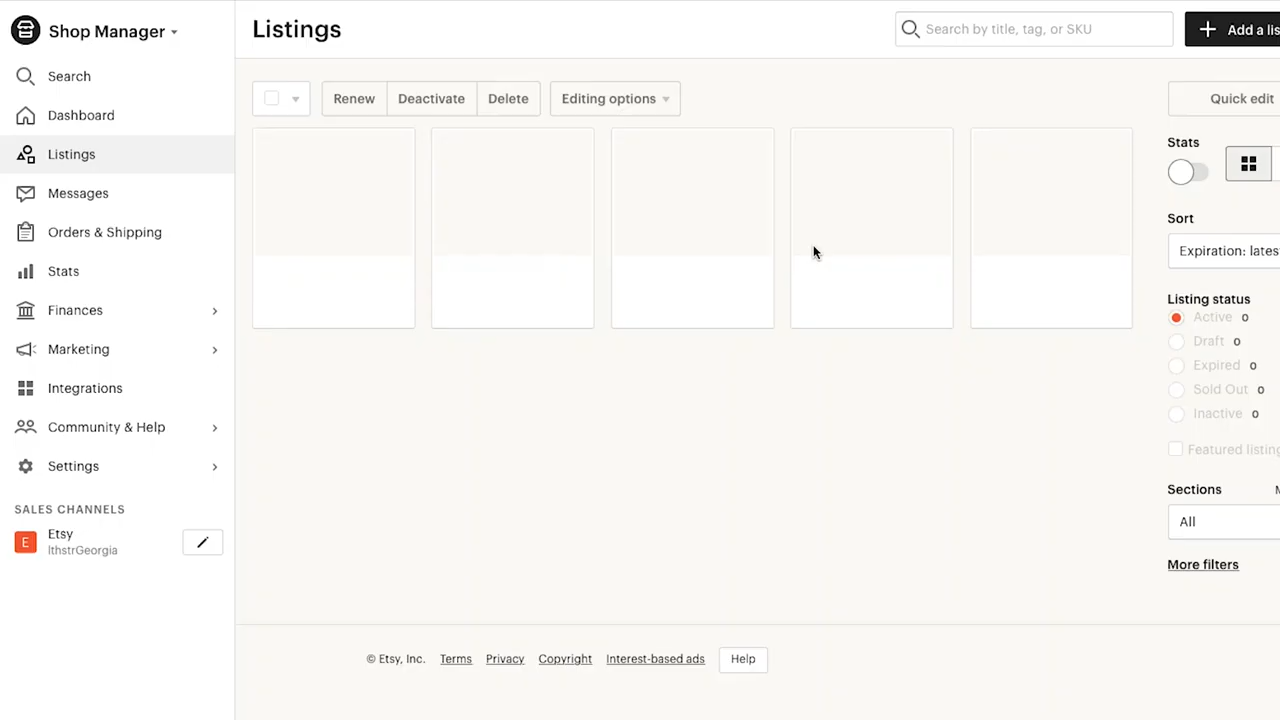 Shop Manager
Search
Dashboard
Listings
Messages
Orders & Shipping
Stats
Finances
Marketing
Integrations
Community & Help
Settings
SALES CHANNELS
E
Etsy
lthstrGeorgia
Listings
Search by title, tag, or SKU
Add a lis
Renew
Deactivate
Delete
Editing options
Quick edit
Stats
Sort
Expiration: lates
Listing status
Active 0
Draft 0
Expired 0
Sold Out 0
Inactive 0
Featured listing
Sections
All
More filters
© Etsy, Inc. Terms Privacy Copyright Interest-based ads Help